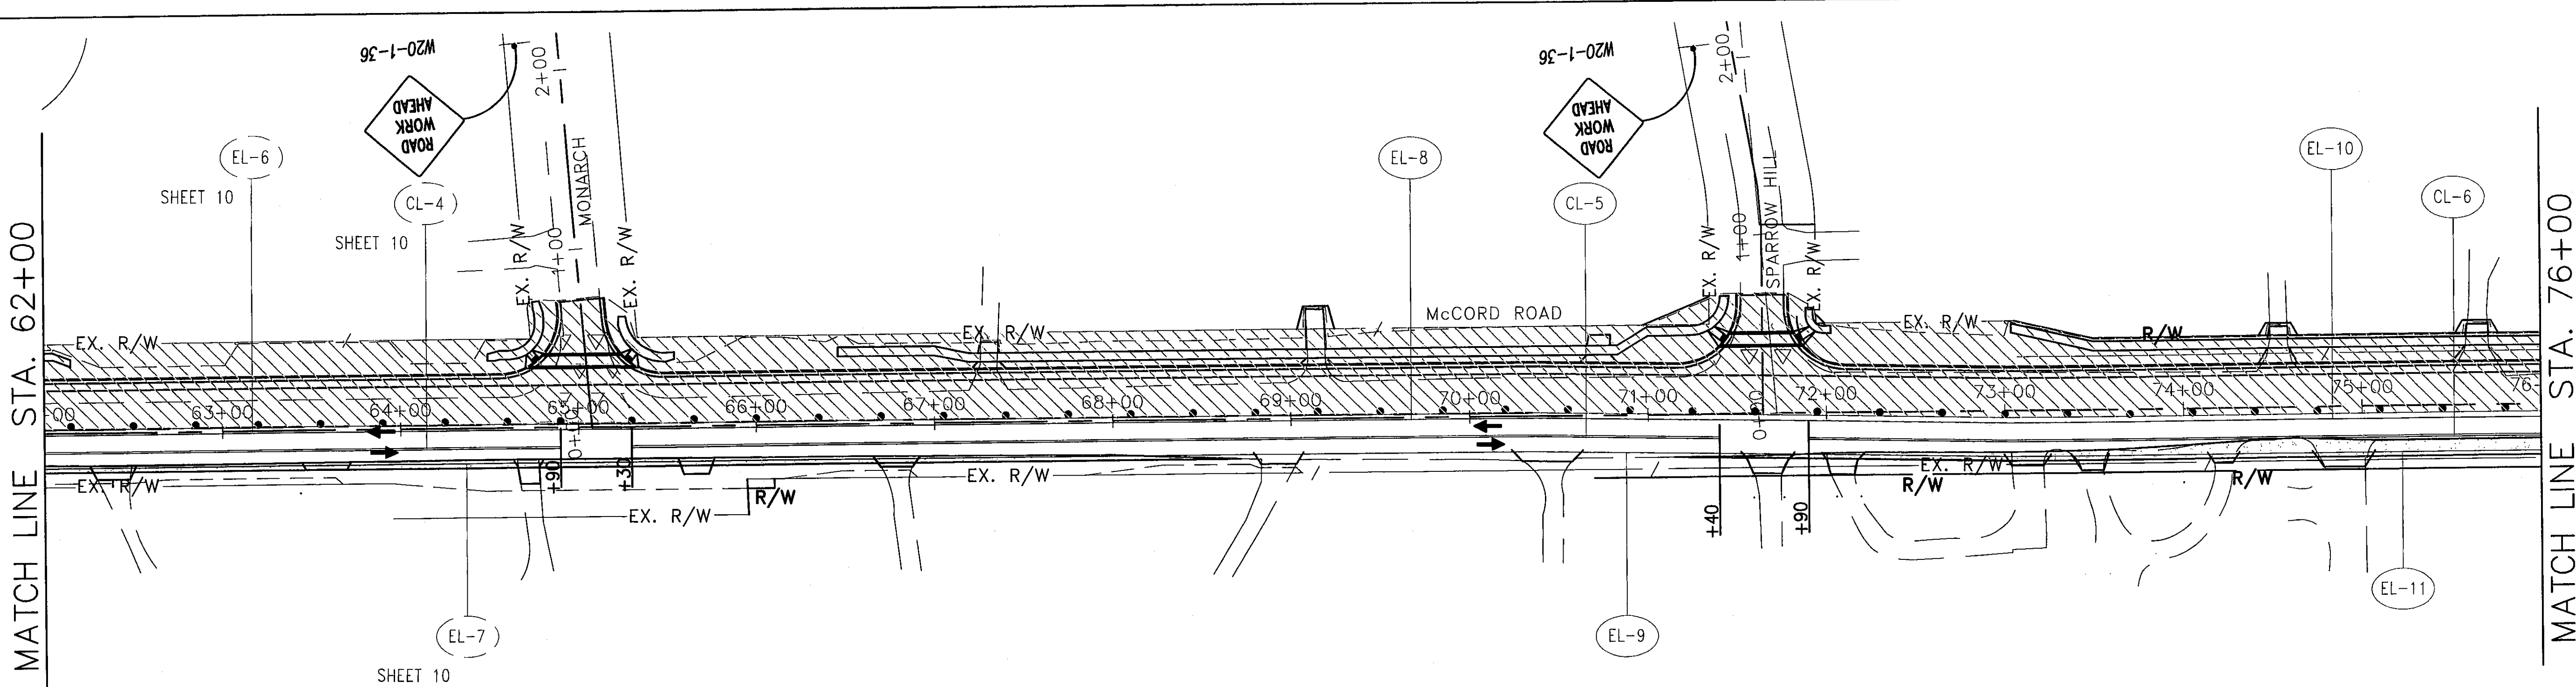 W20-1-36
ROAD
WORK
AHEAD
2+00
MONARCH
1+00
EX. R/W
EX. R/W
W20-1-36
ROAD
WORK
AHEAD
2+00
SPARROW HILL
1+00
EX. R/W
EX. R/W
EL-6
SHEET 10
CL-4
SHEET 10
EL-8
CL-5
EL-10
CL-6
MATCH LINE STA. 62+00
MATCH LINE STA. 76+00
McCORD ROAD
EX. R/W
EX. R/W
EX. R/W
R/W
63+00
64+00
65+00
66+00
67+00
68+00
69+00
70+00
71+00
72+00
73+00
74+00
75+00
+90
+30
+40
+90
EX. R/W
EX. R/W
EX. R/W
R/W
EX. R/W
R/W
R/W
EL-7
SHEET 10
EL-9
EL-11